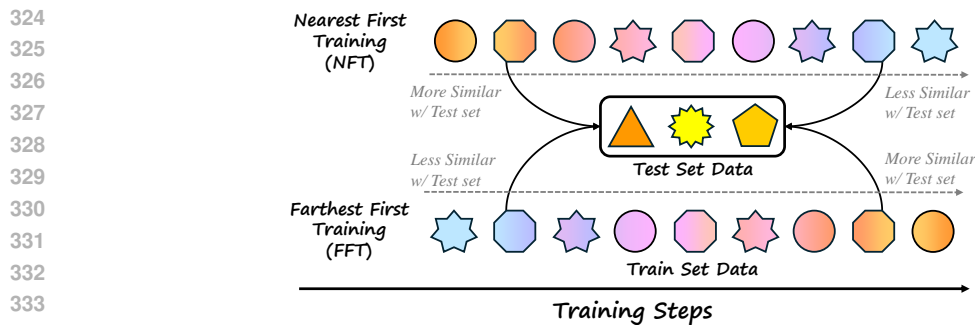 324
325
326
327
328
329
330
331
332
333
Nearest First
Training
(NFT)
More Similar
w/ Test set
Less Similar
w/ Test set
Test Set Data
Less Similar
w/ Test set
More Similar
w/ Test set
Farthest First
Training
(FFT)
Train Set Data
Training Steps